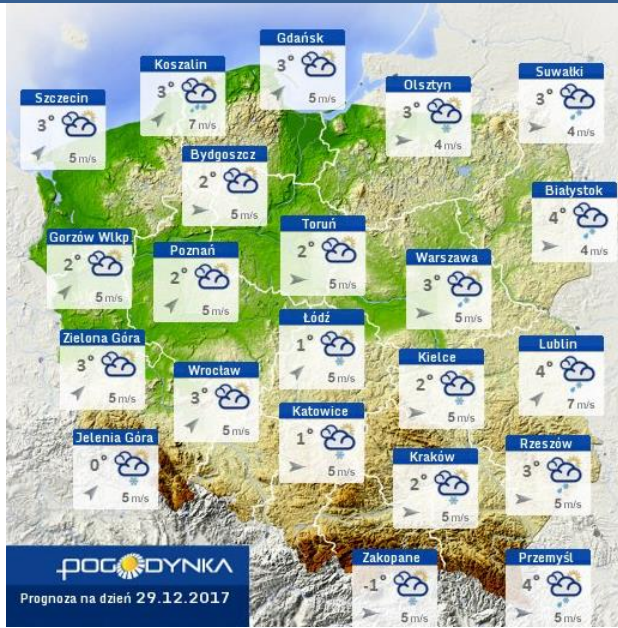 Gdańsk
3°
5 m/s
Koszalin
3°
7 m/s
Suwałki
3°
4 m/s
Olsztyn
3°
4 m/s
Szczecin
3°
5 m/s
Bydgoszcz
2°
5 m/s
Białystok
4°
4 m/s
Toruń
2°
5 m/s
Gorzów Wlkp
2°
5 m/s
Poznań
2°
5 m/s
Warszawa
3°
5 m/s
Łódź
1°
5 m/s
Zielona Góra
3°
5 m/s
Lublin
4°
7 m/s
Kielce
2°
5 m/s
Wrocław
3°
5 m/s
Katowice
1°
5 m/s
Jelenia Góra
0°
5 m/s
Rzeszów
3°
5 m/s
Kraków
2°
5 m/s
Zakopane
-1°
5 m/s
Przemyśl
4°
5 m/s
POGODYNKA
Prognoza na dzień 29.12.2017